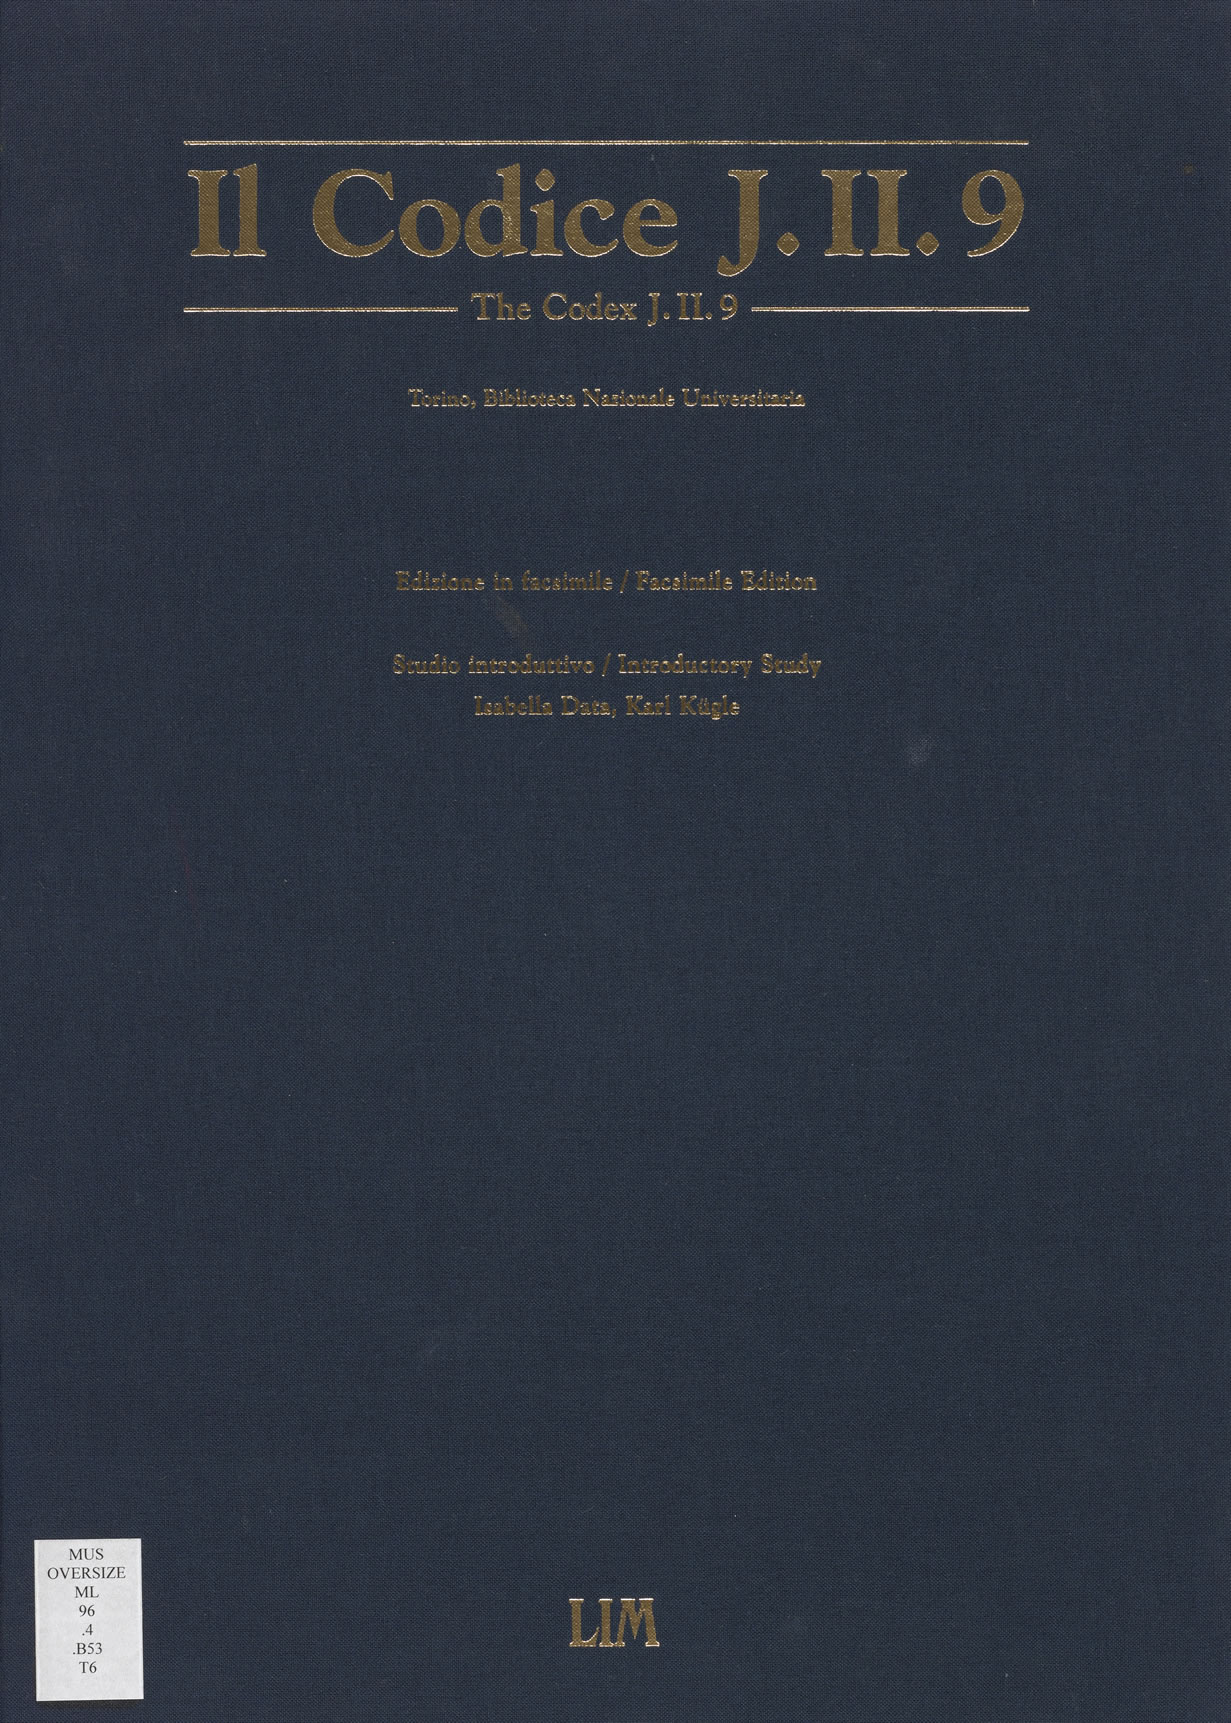 Il Codice J. II. 9
The Codex J. II. 9
Torino, Biblioteca Nazionale Universitaria
Edizione in facsimile / Facsimile Edition
Studio introduttivo / Introductory Study
Isabella Data, Karl Kügle
MUS
OVERSIZE
ML
96
.4
.B53
T6
LIM